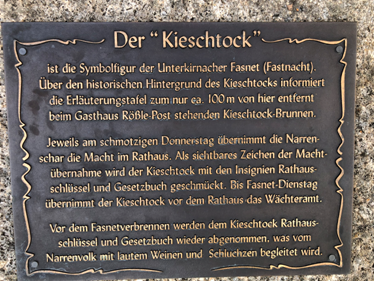 Der "Kieschtock"
ist die Symbolfigur der Unterkirnacher Fasnet (Fastnacht).
Über den historischen Hintergrund des Kieschtocks informiert
die Erläuterungstafel zum nur ca. 100 m von hier entfernt
beim Gasthaus Rößle-Post stehenden Kieschtock-Brunnen.
Jeweils am schmotzigen Donnerstag übernimmt die Narren-
schar die Macht im Rathaus. Als sichtbares Zeichen der Macht-
übernahme wird der Kieschtock mit den Insignien Rathaus-
schlüssel und Gesetzbuch geschmückt. Bis Fasnet-Dienstag
übernimmt der Kieschtock vor dem Rathaus das Wächteramt.
Vor dem Fasnetverbrennen werden dem Kieschtock Rathaus-
schlüssel und Gesetzbuch wieder abgenommen, was vom
Narrenvolk mit lautem Weinen und Schluchzen begleitet wird.